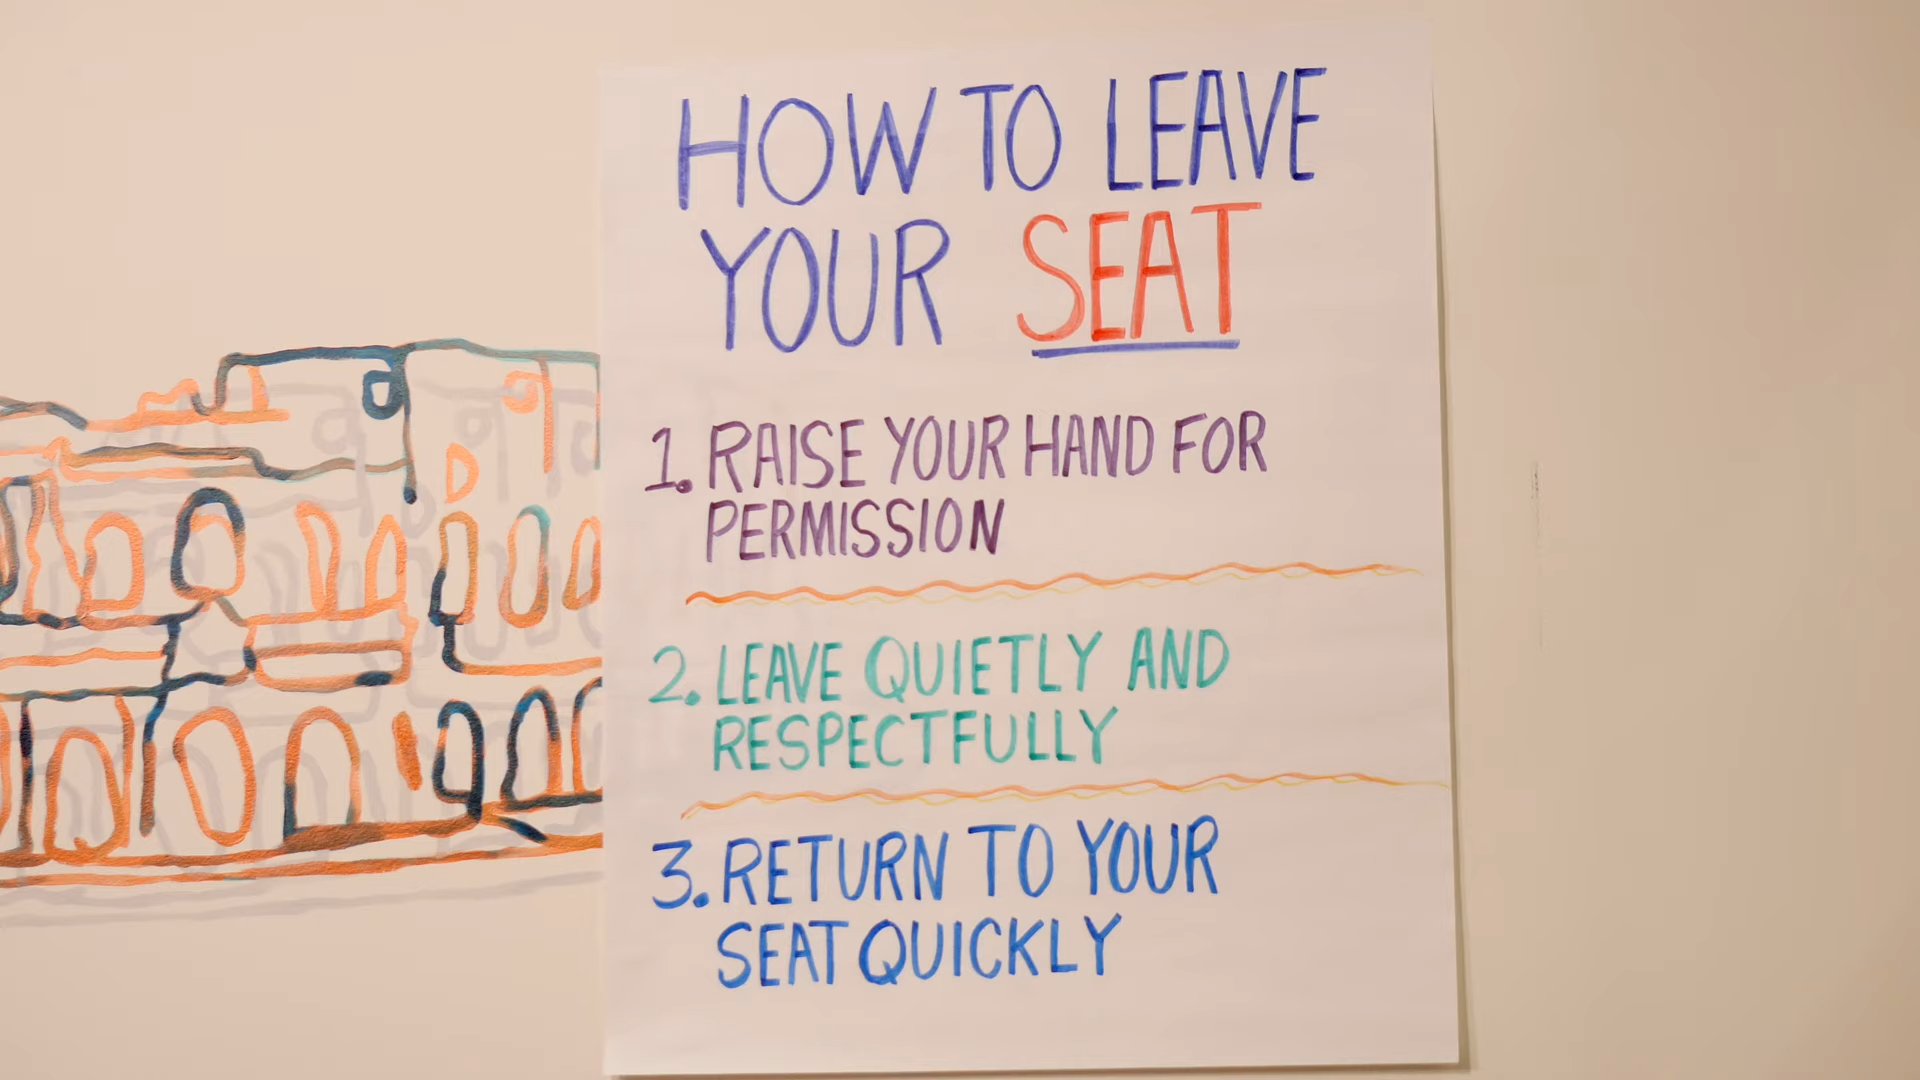 HOW TO LEAVE
YOUR SEAT
1. RAISE YOUR HAND FOR
PERMISSION
2. LEAVE QUIETLY AND
RESPECTFULLY
3. RETURN TO YOUR
SEAT QUICKLY